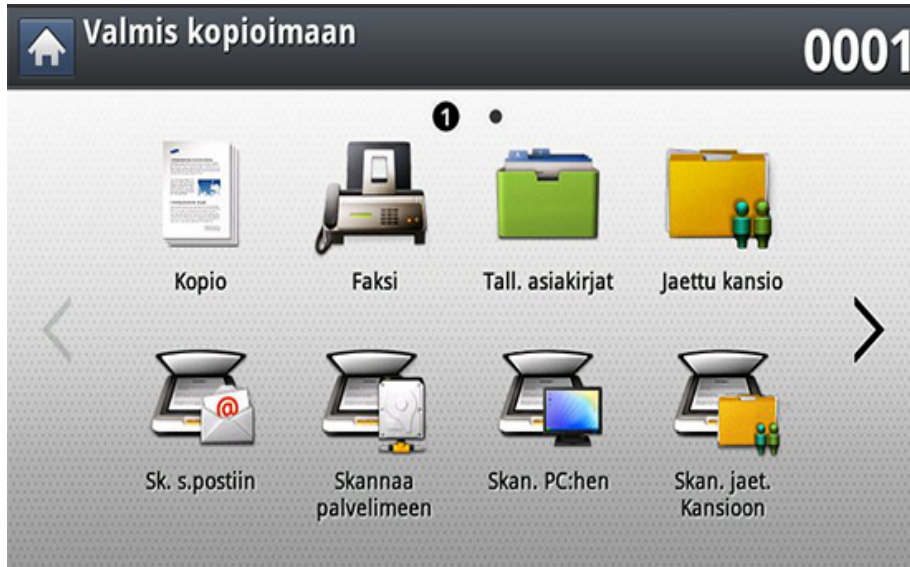 Valmis kopioimaan
0001
1
Kopio
Faksi
Tall. asiakirjat
Jaettu kansio
@
Sk. s.postiin
Skannaa
palvelimeen
Skan. PC:hen
Skan. jaet.
Kansioon